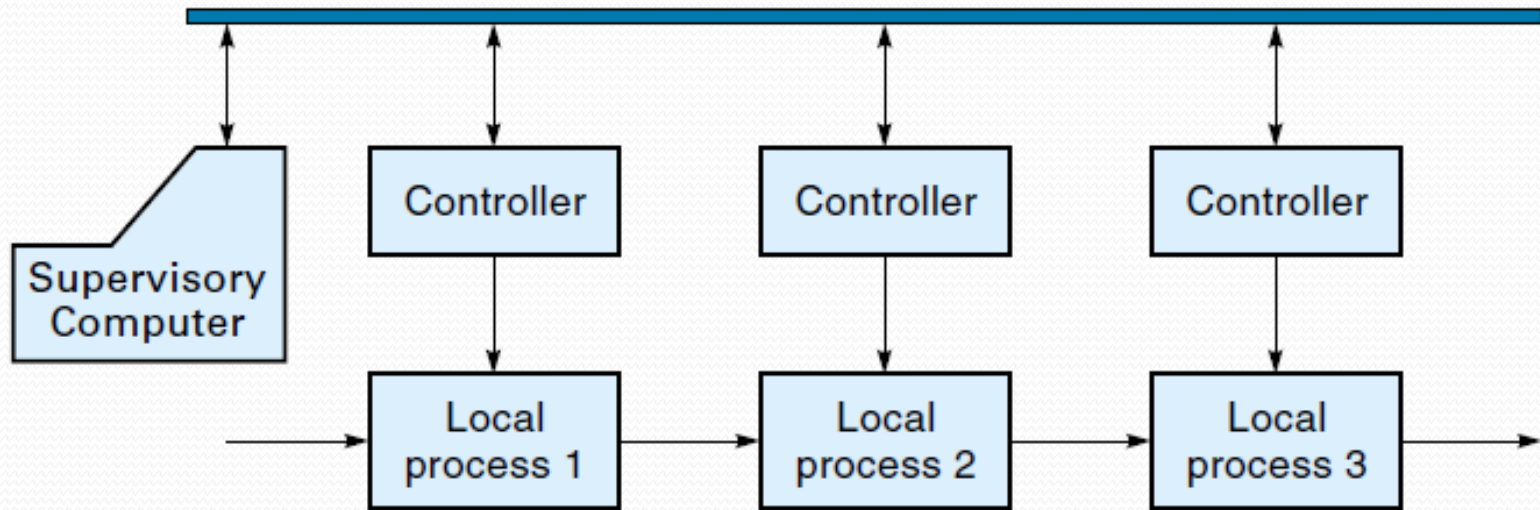 Controller
Controller
Controller
Supervisory
Computer
Local
process 1
Local
process 2
Local
process 3